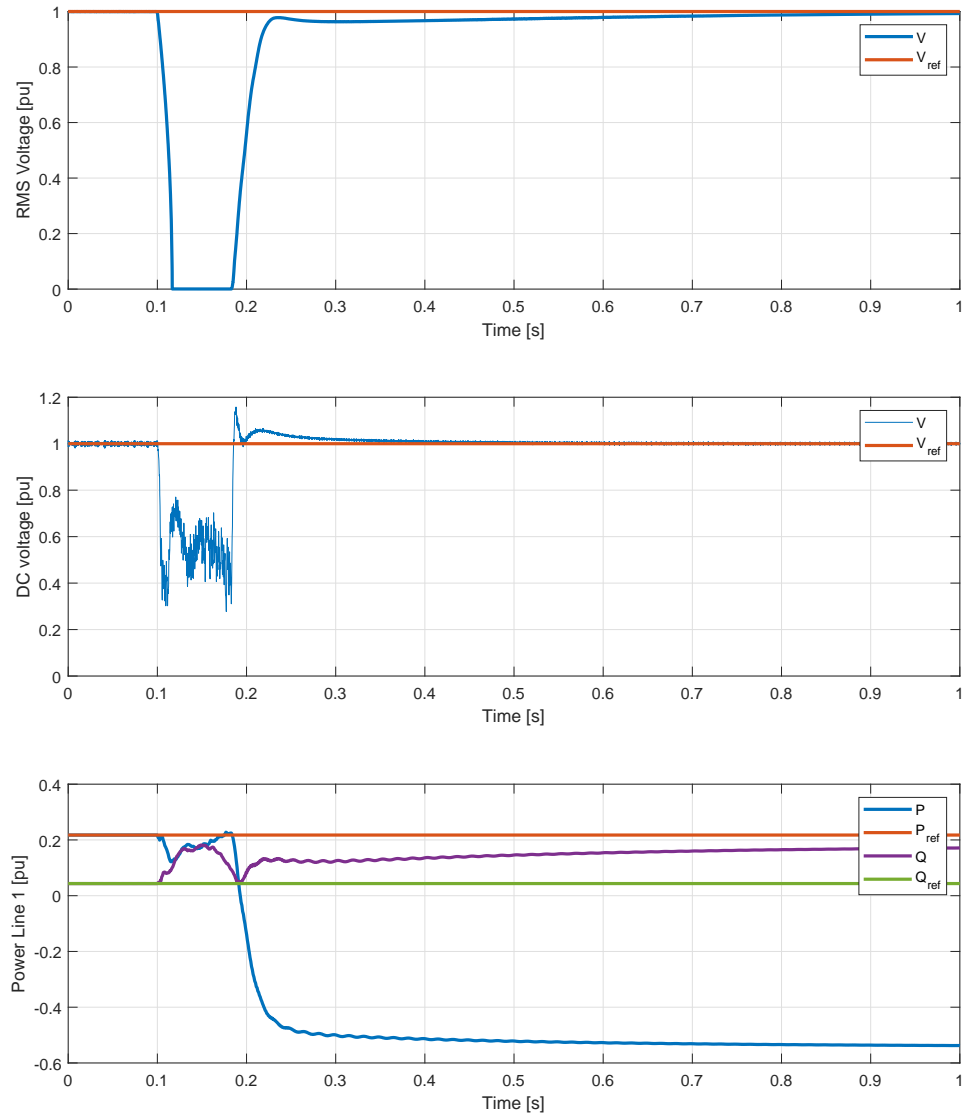 RMS Voltage [pu]
1
0.8
0.6
0.4
0.2
0
0 0.1 0.2 0.3 0.4 0.5 0.6 0.7 0.8 0.9 1
Time [s]
V
V_ref
DC voltage [pu]
1.2
1
0.8
0.6
0.4
0.2
0
0 0.1 0.2 0.3 0.4 0.5 0.6 0.7 0.8 0.9 1
Time [s]
V
V_ref
Power Line 1 [pu]
0.4
0.2
0
-0.2
-0.4
-0.6
0 0.1 0.2 0.3 0.4 0.5 0.6 0.7 0.8 0.9 1
Time [s]
P
P_ref
Q
Q_ref